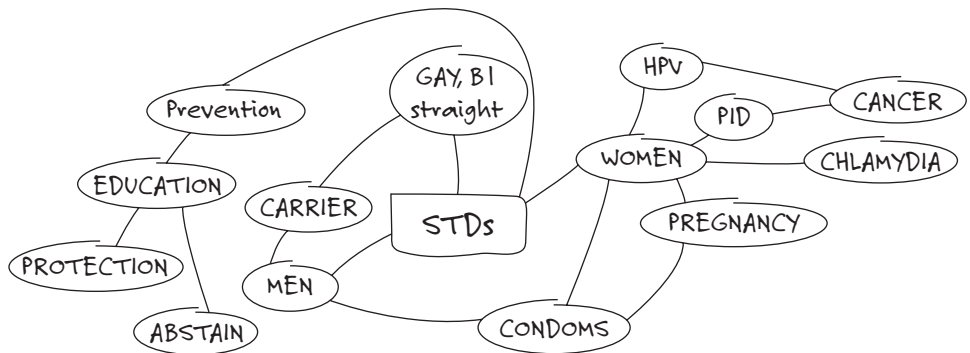 GAY, BI
straight
HPV
CANCER
Prevention
PID
WOMEN
CHLAMYDIA
EDUCATION
CARRIER
STDs
PREGNANCY
PROTECTION
MEN
ABSTAIN
CONDOMS